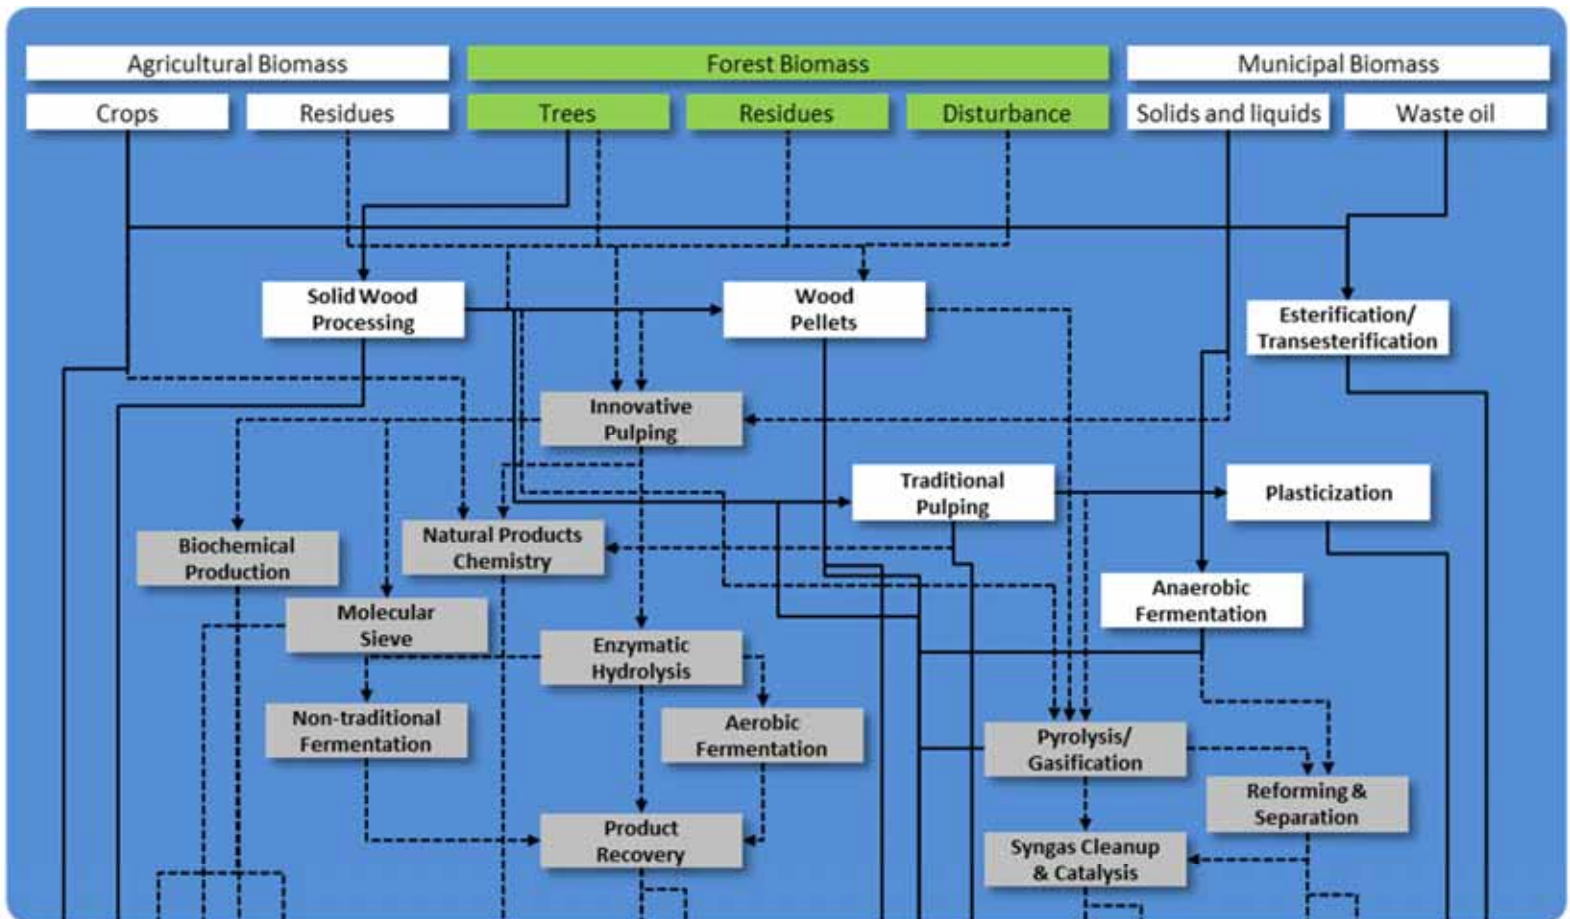 Agricultural Biomass
Forest Biomass
Municipal Biomass
Crops
Residues
Trees
Residues
Disturbance
Solids and liquids
Waste oil
Solid Wood
Processing
Wood
Pellets
Esterification/
Transesterification
Innovative
Pulping
Traditional
Pulping
Plasticization
Biochemical
Production
Natural Products
Chemistry
Anaerobic
Fermentation
Molecular
Sieve
Enzymatic
Hydrolysis
Non-traditional
Fermentation
Aerobic
Fermentation
Pyrolysis/
Gasification
Reforming &
Separation
Product
Recovery
Syngas Cleanup
& Catalysis